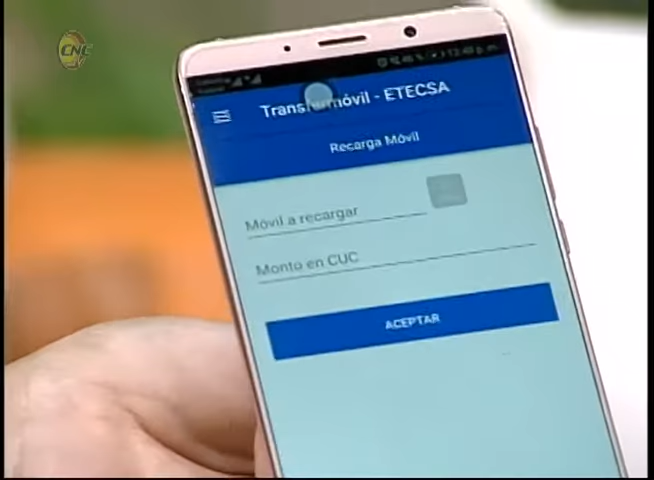 CNC
Transfermóvil - ETECSA
Recarga Móvil
Móvil a recargar
Monto en CUC
ACEPTAR